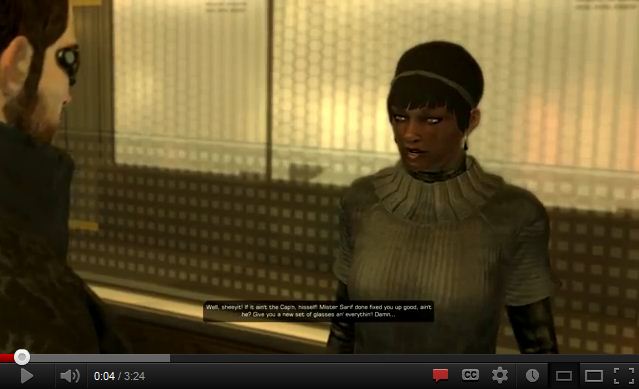 Well, sheeyit! If it ain't the Cap'n, hisself! Mister Sarif done fixed you up good, ain't
he? Give you a new set of glasses an' everythin'! Damn...
0:04 / 3:24
CC